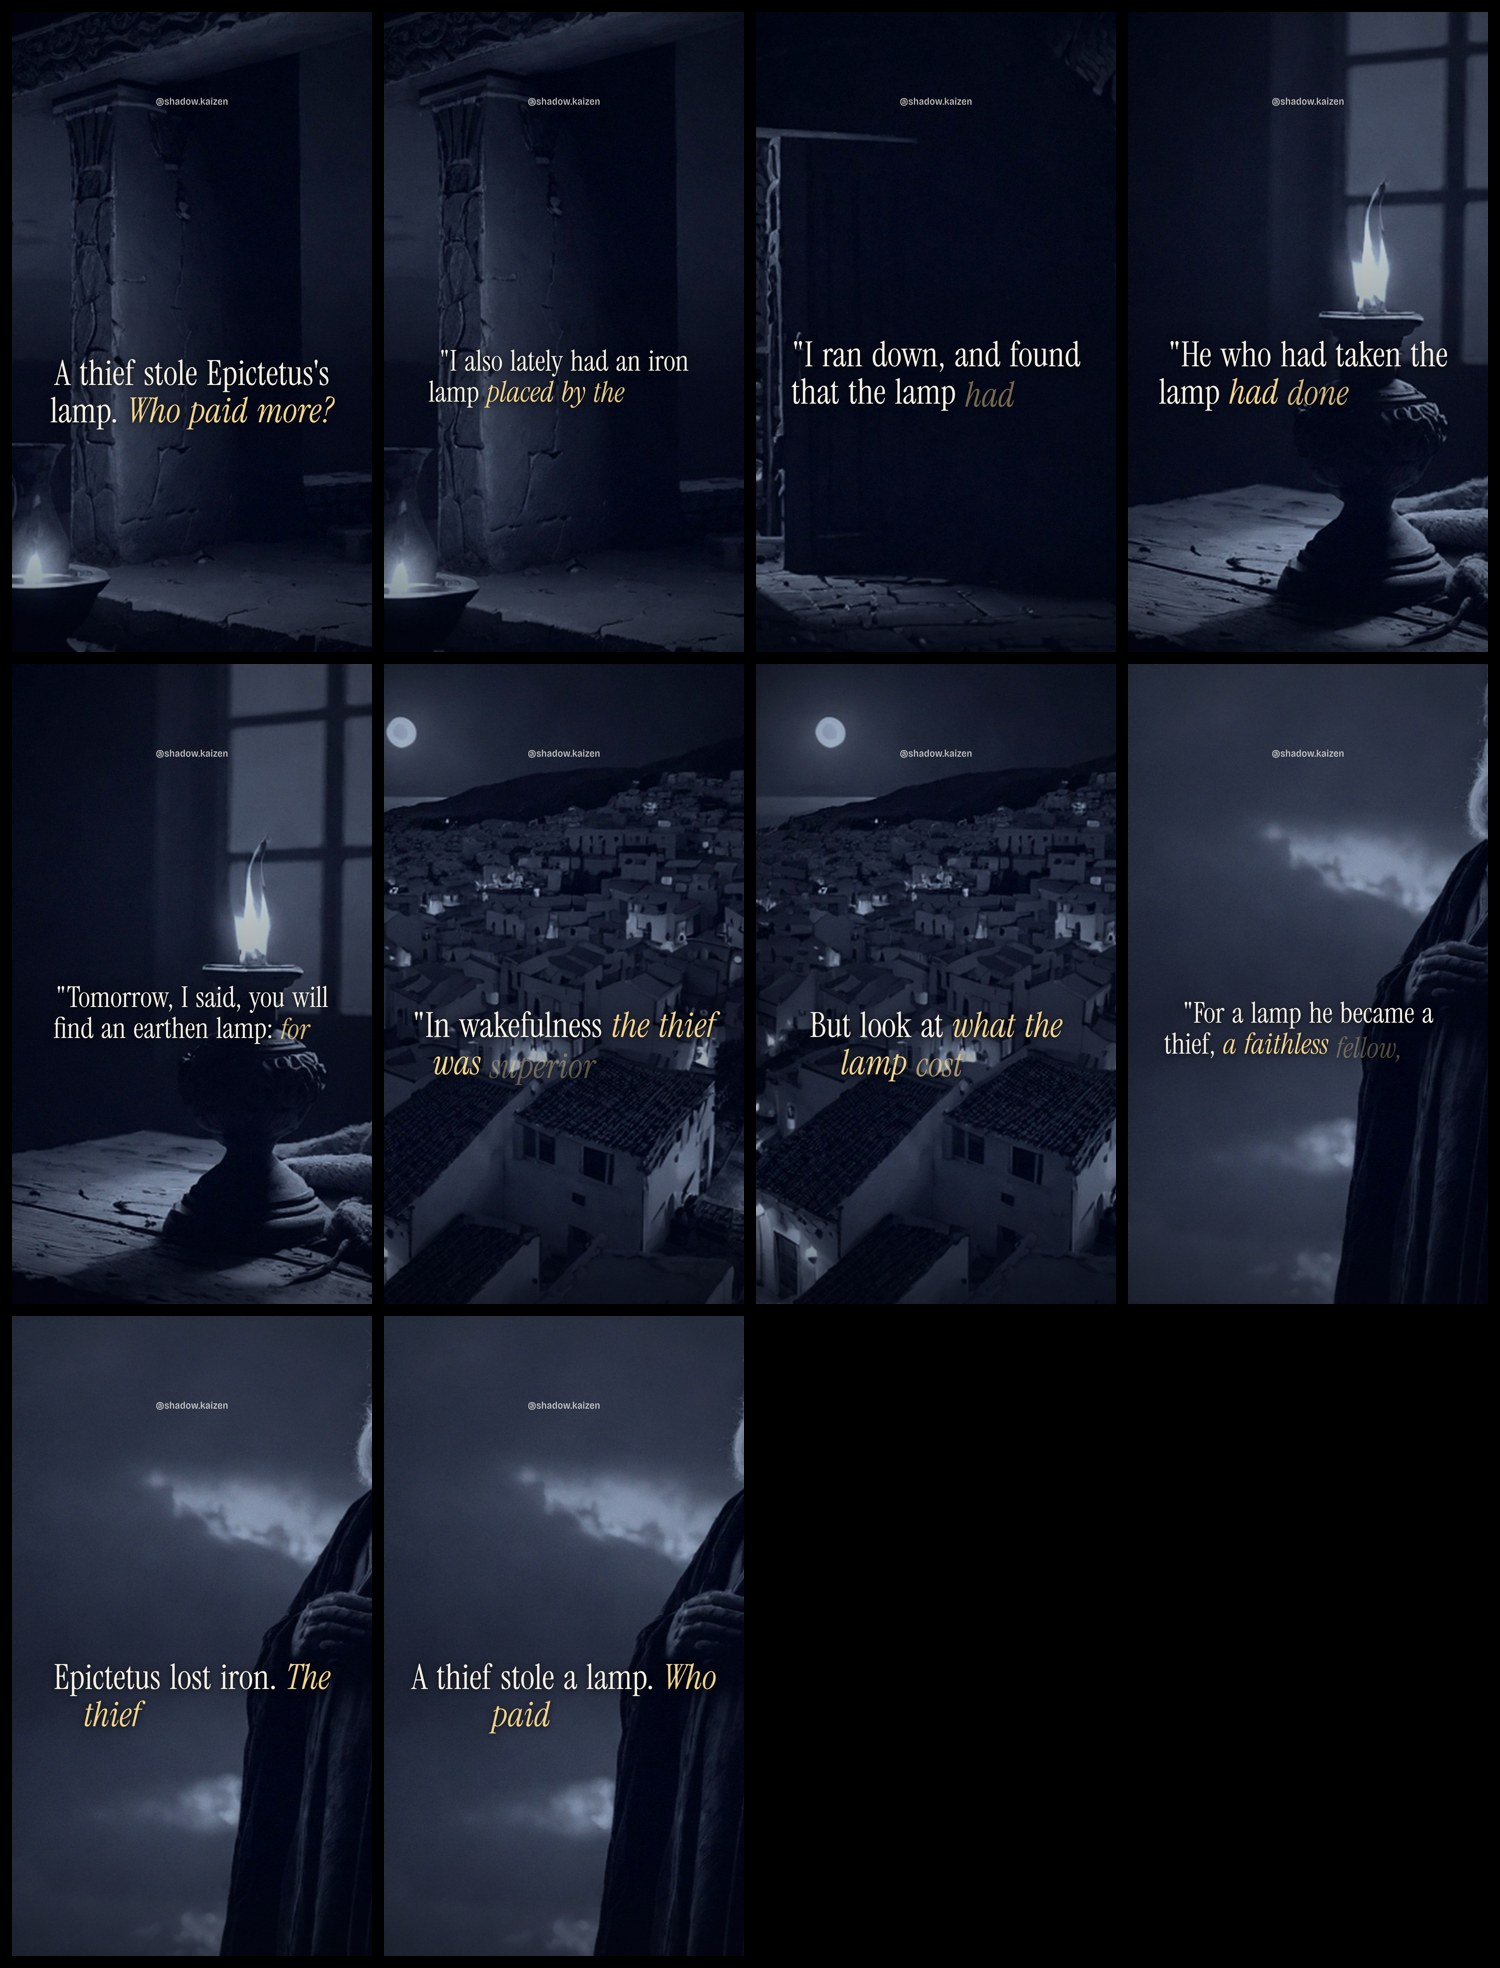 @shadow.kaizen
A thief stole Epictetus's
lamp. Who paid more?
@shadow.kaizen
"I also lately had an iron
lamp placed by the
@shadow.kaizen
"I ran down, and found
that the lamp had
@shadow.kaizen
"He who had taken the
lamp had done
@shadow.kaizen
"Tomorrow, I said, you will
find an earthen lamp: for
@shadow.kaizen
"In wakefulness the thief
was superior
@shadow.kaizen
But look at what the
lamp cost
@shadow.kaizen
"For a lamp he became a
thief, a faithless fellow,
@shadow.kaizen
Epictetus lost iron. The
thief
@shadow.kaizen
A thief stole a lamp. Who
paid